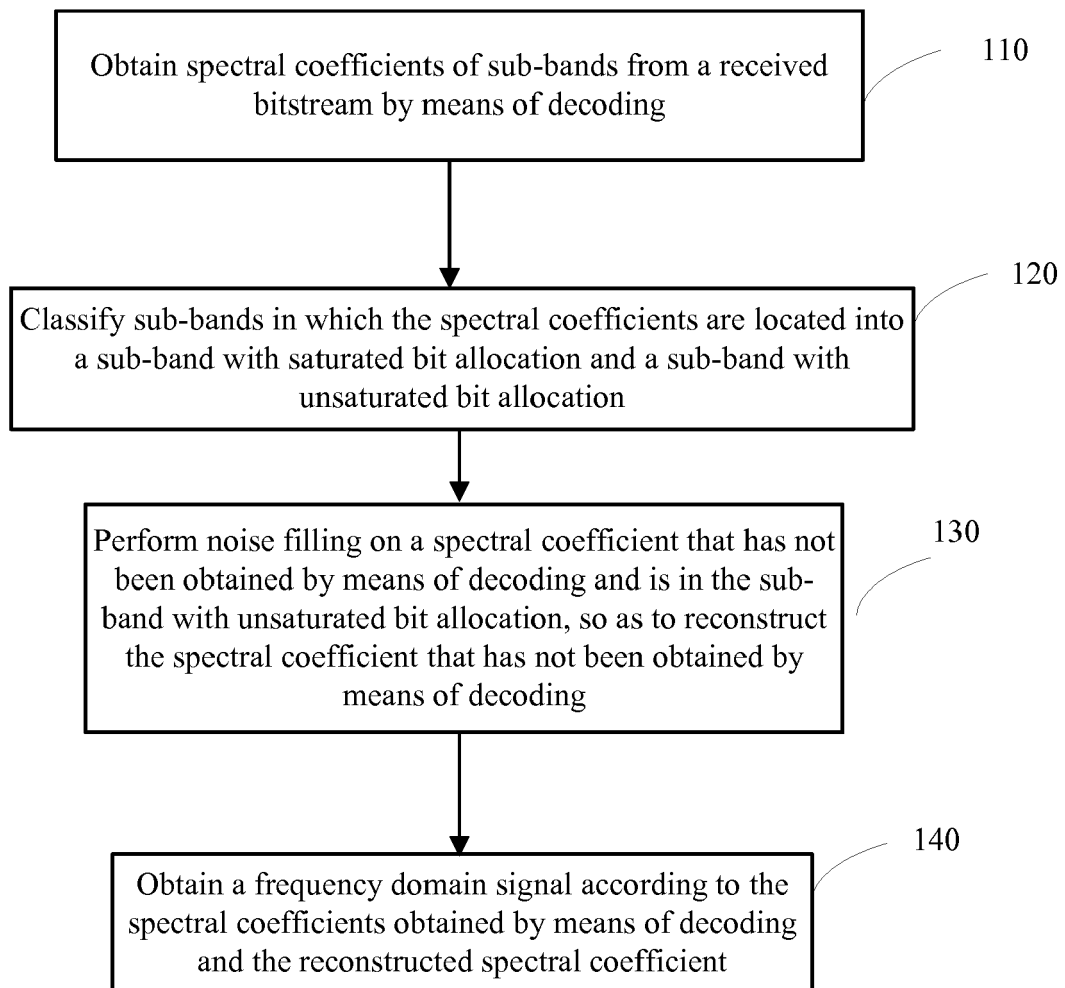 Obtain spectral coefficients of sub-bands from a received
bitstream by means of decoding
110
Classify sub-bands in which the spectral coefficients are located into
a sub-band with saturated bit allocation and a sub-band with
unsaturated bit allocation
120
Perform noise filling on a spectral coefficient that has not
been obtained by means of decoding and is in the sub-
band with unsaturated bit allocation, so as to reconstruct
the spectral coefficient that has not been obtained by
means of decoding
130
Obtain a frequency domain signal according to the
spectral coefficients obtained by means of decoding
and the reconstructed spectral coefficient
140